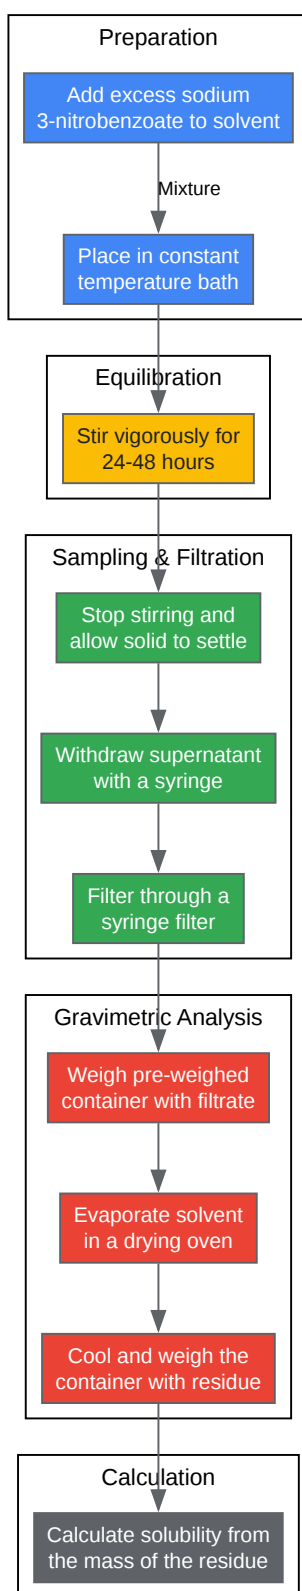 Preparation
Add excess sodium
3-nitrobenzoate to solvent
Mixture
Place in constant
temperature bath
Equilibration
Stir vigorously for
24-48 hours
Sampling & Filtration
Stop stirring and
allow solid to settle
Withdraw supernatant
with a syringe
Filter through a
syringe filter
Gravimetric Analysis
Weigh pre-weighed
container with filtrate
Evaporate solvent
in a drying oven
Cool and weigh the
container with residue
Calculation
Calculate solubility from
the mass of the residue